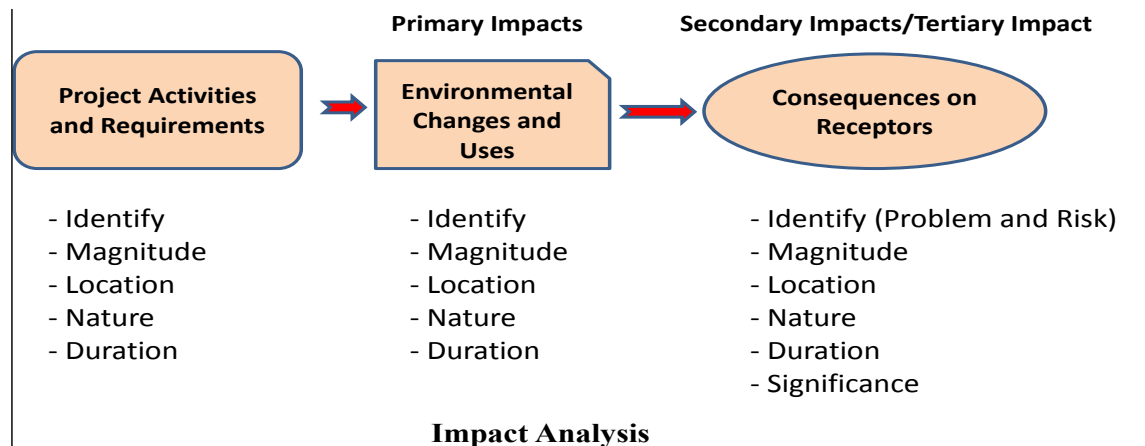 Primary Impacts
Secondary Impacts/Tertiary Impact
Project Activities
and Requirements
Environmental
Changes and
Uses
Consequences on
Receptors
- Identify
- Magnitude
- Location
- Nature
- Duration
- Identify
- Magnitude
- Location
- Nature
- Duration
- Identify (Problem and Risk)
- Magnitude
- Location
- Nature
- Duration
- Significance
Impact Analysis